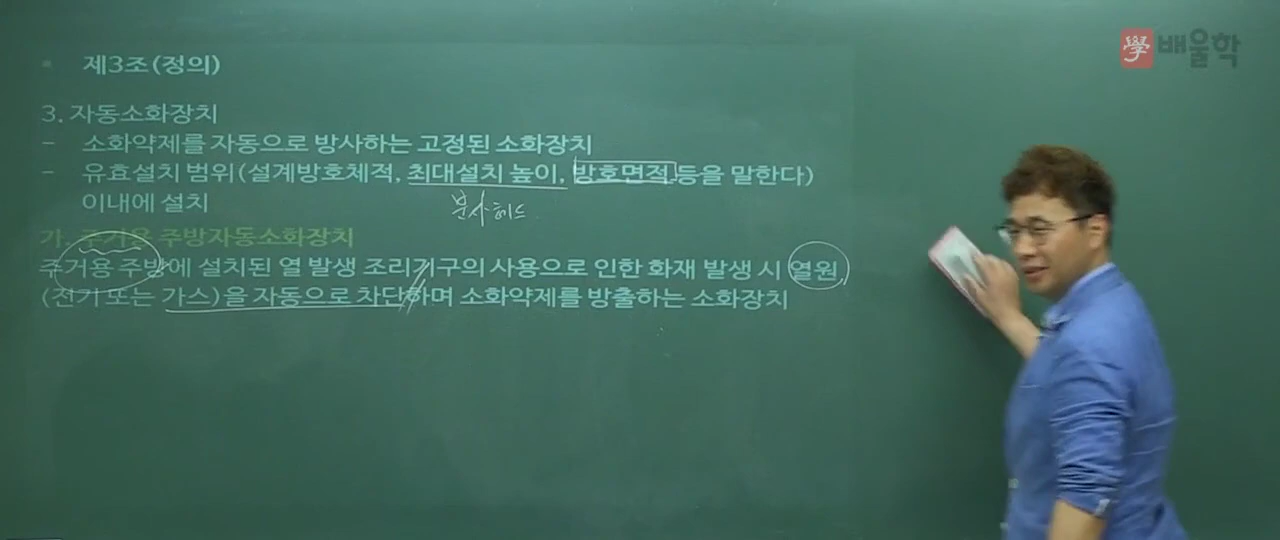 學 배울학
제3조(정의)
3. 자동소화장치
- 소화약제를 자동으로 방사하는 고정된 소화장치
- 유효설치 범위(설계방호체적, 최대설치 높이, 방호면적 등을 말한다)
이내에 설치
분사헤드
가. 주거용 주방자동소화장치
주거용 주방에 설치된 열 발생 조리기구의 사용으로 인한 화재 발생 시 열원
(전기 또는 가스)을 자동으로 차단하며 소화약제를 방출하는 소화장치